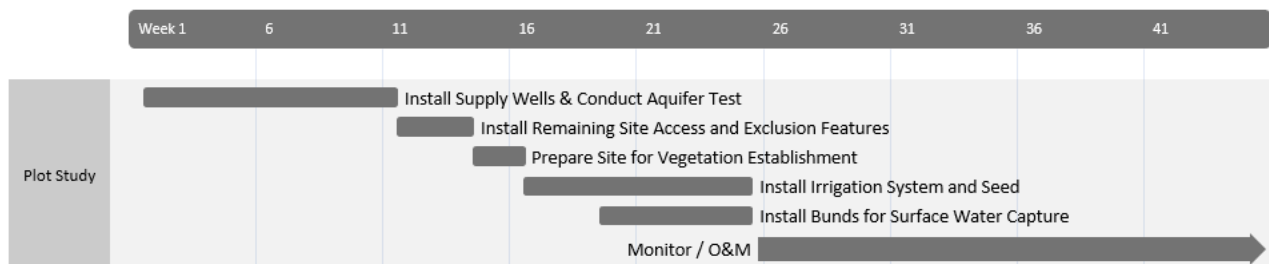 Week 1 6 11 16 21 26 31 36 41
Install Supply Wells & Conduct Aquifer Test
Install Remaining Site Access and Exclusion Features
Prepare Site for Vegetation Establishment
Plot Study
Install Irrigation System and Seed
Install Bunds for Surface Water Capture
Monitor / O&M